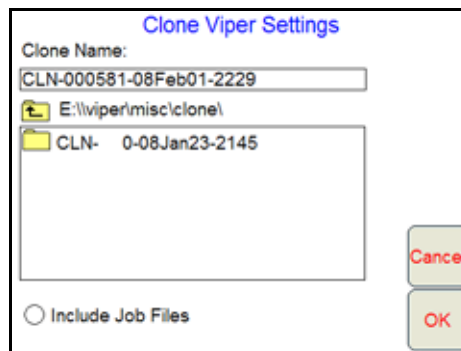 Clone Viper Settings
Clone Name:
CLN-000581-08Feb01-2229
E:\\viper\misc\clone\
CLN- 0-08Jan23-2145
Cance
Include Job Files
OK